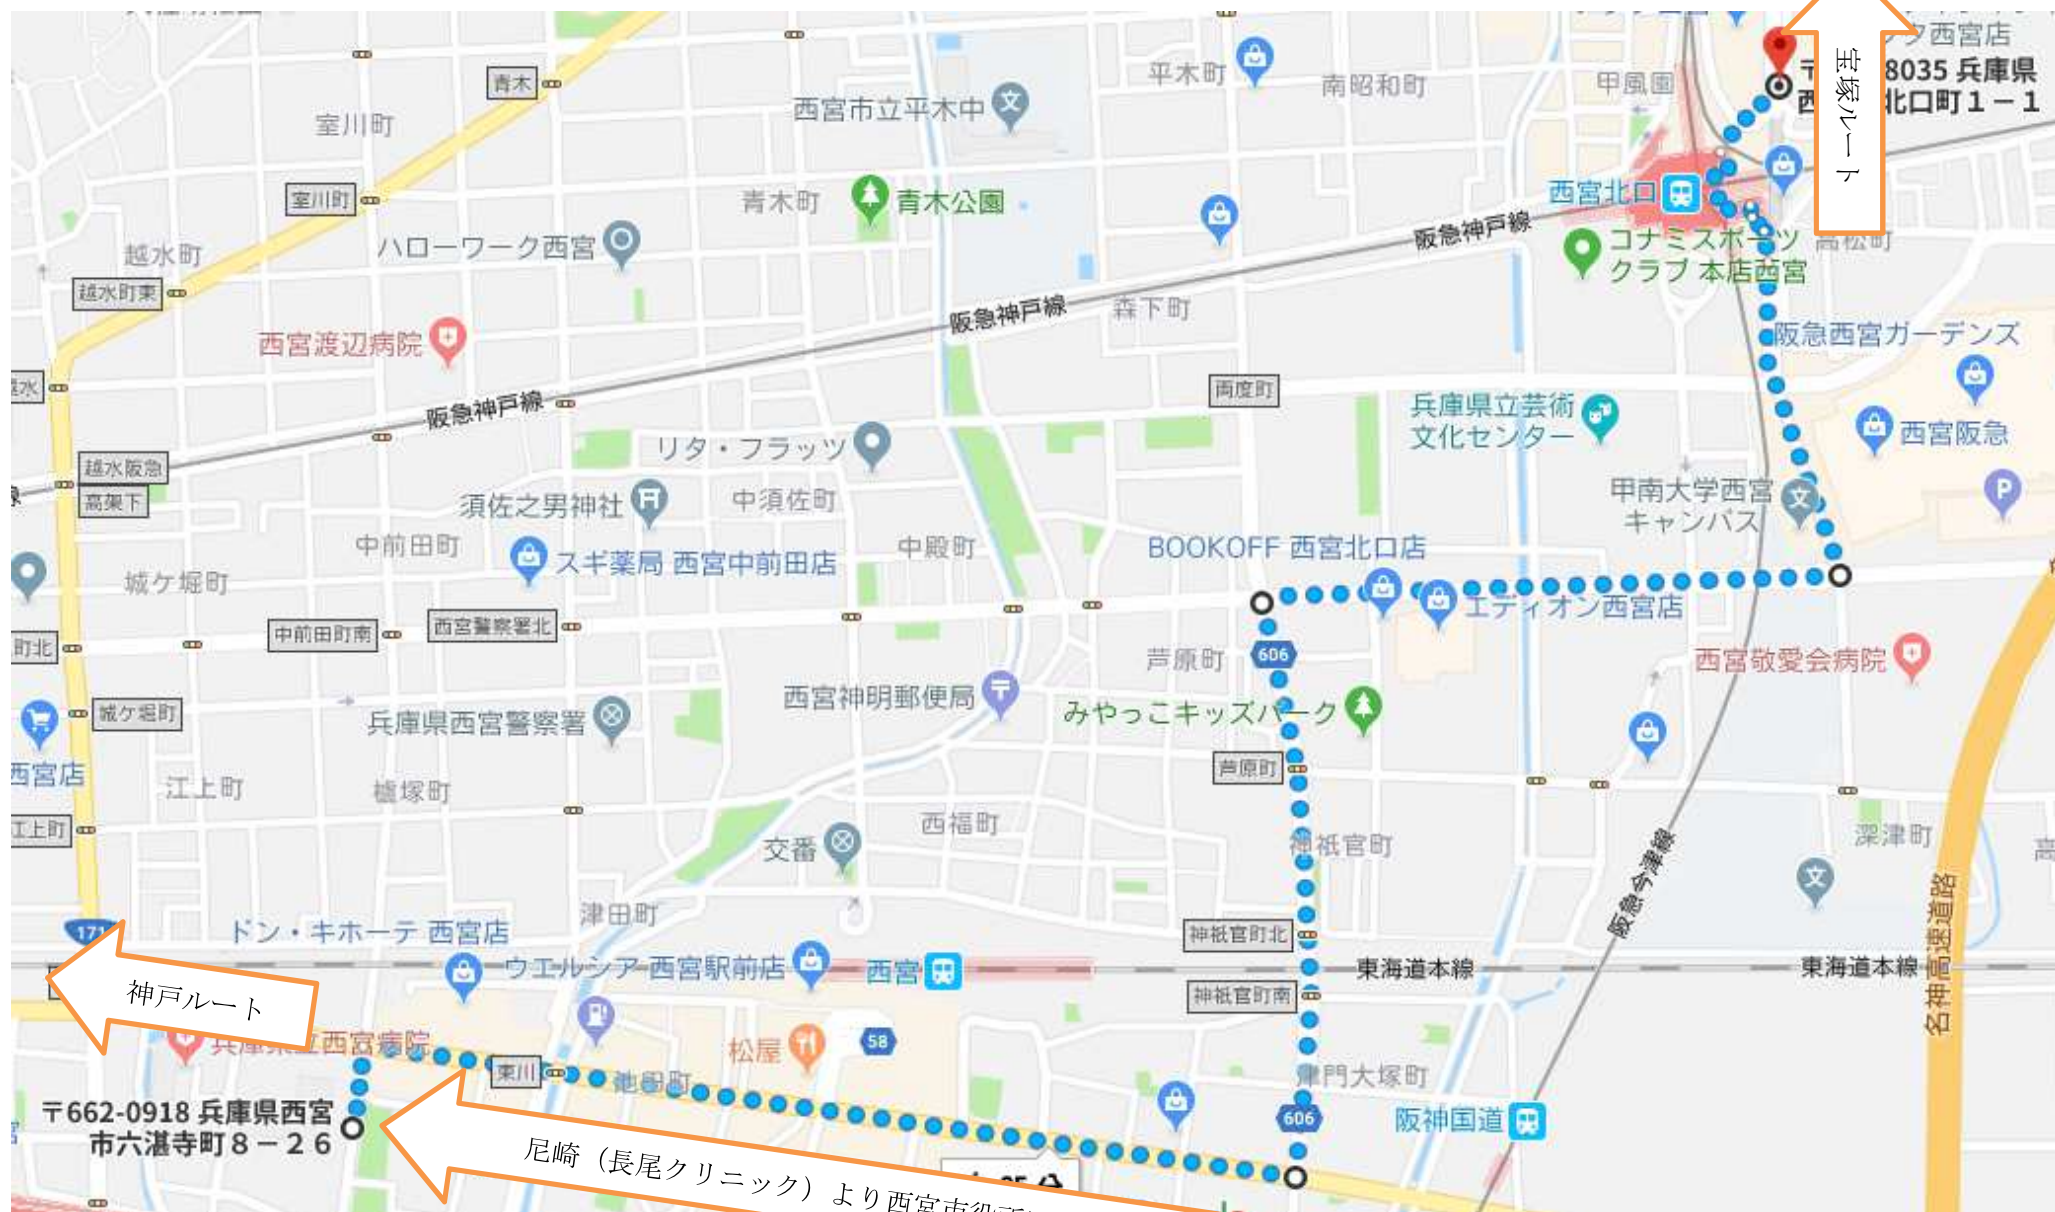 青木
平木町
南昭和町
甲風園
タ西宮店
8035 兵庫県
北口町1-1
宝塚ルート
室川町
西宮市立平木中
室川町
青木町
青木公園
西宮北口
阪急神戸線
コナミスポーツ
クラブ 本店西宮
高松町
越水町
ハローワーク西宮
越水町東
阪急神戸線
森下町
西宮渡辺病院
阪急西宮ガーデンズ
阪急神戸線
両度町
兵庫県立芸術
文化センター
西宮阪急
リタ・フラッツ
越水阪急
高架下
須佐之男神社
中須佐町
甲南大学西宮
キャンパス
中前田町
スギ薬局 西宮中前田店
中殿町
BOOKOFF 西宮北口店
城ケ堀町
エディオン西宮店
中前田町南
西宮警察署北
町北
芦原町
606
西宮敬愛会病院
城ケ堀町
兵庫県西宮警察署
西宮神明郵便局
みやっこキッズパーク
西宮店
江上町
樨塚町
芦原町
江上町
西福町
交番
神祇官町
深津町
阪急今津線
名神高速道路
171
ドン・キホーテ 西宮店
津田町
神祇官町北
ウエルシア 西宮駅前店
西宮
東海道本線
東海道本線
神戸ルート
神祇官町南
兵庫県立西宮病院
松屋
58
東川
池田町
津門大塚町
606
阪神国道
〒662-0918 兵庫県西宮
市六湛寺町8-26
尼崎（長尾クリニック）より西宮市役所